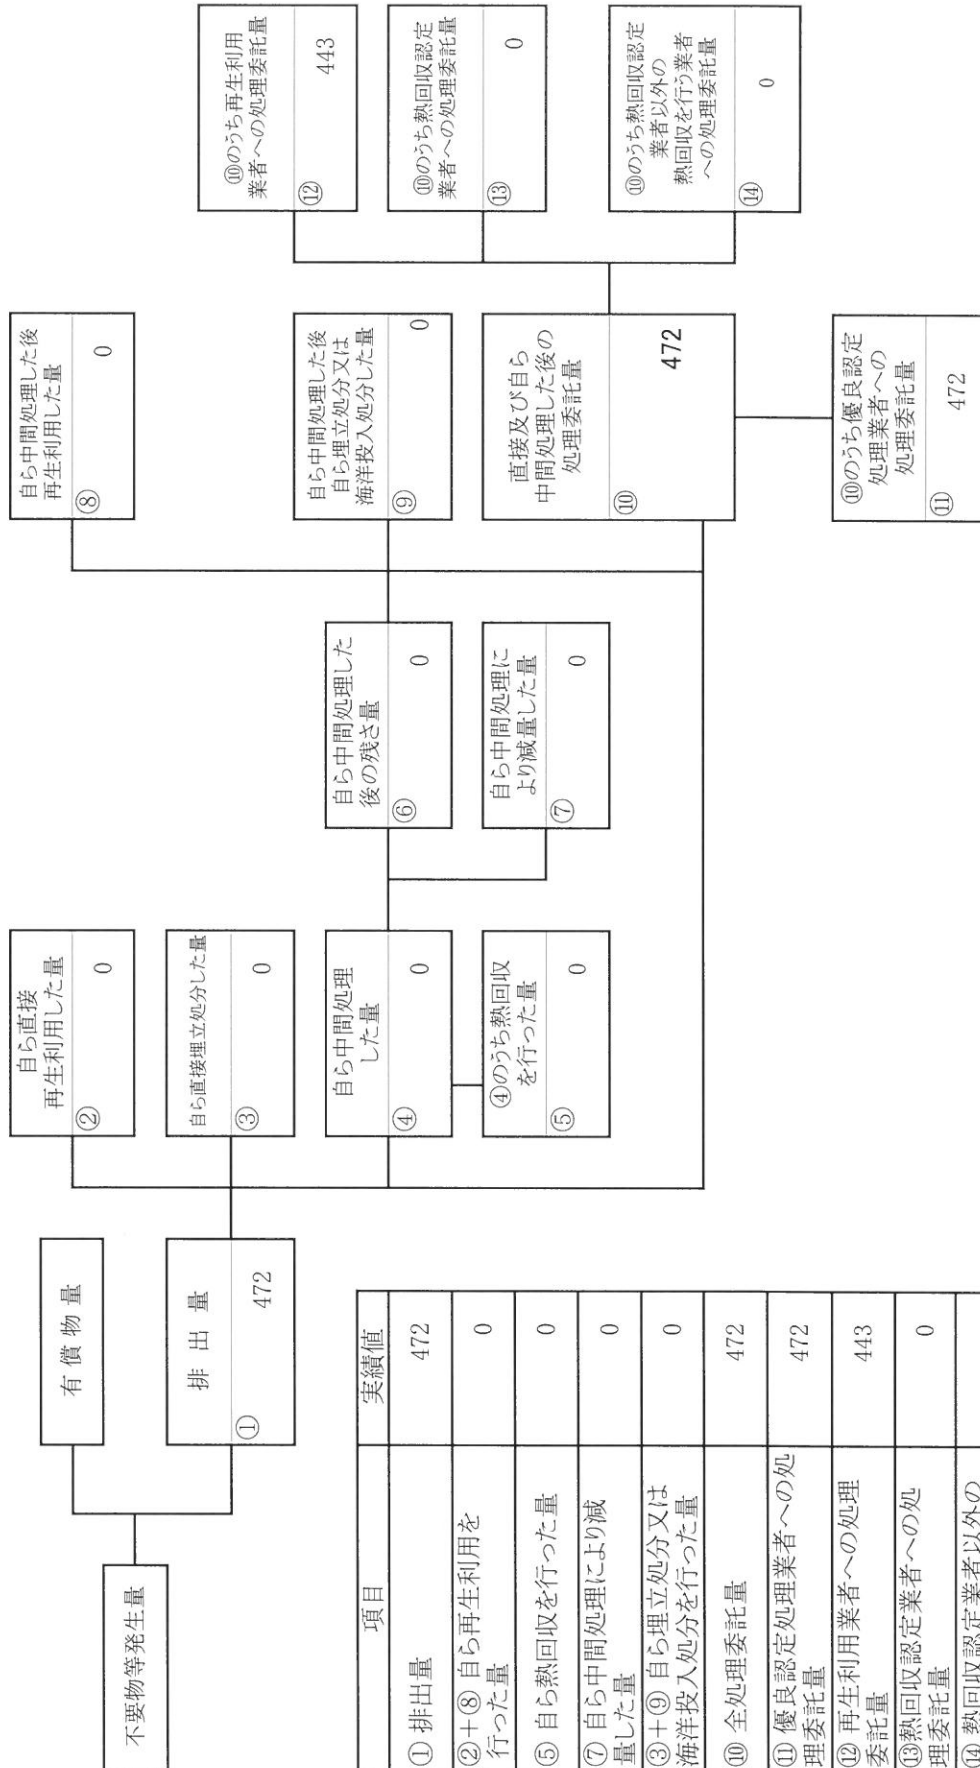 不要物等発生量
有償物量
排出量
① 472
自ら直接
再生利用した量
② 0
自ら直接埋立処分した量
③ 0
自ら中間処理
した量
④ 0
④のうち熱回収
を行った量
⑤ 0
自ら中間処理した
後の残さ量
⑥ 0
自ら中間処理に
より減量した量
⑦ 0
自ら中間処理した後
再生利用した量
⑧ 0
自ら中間処理した後
自ら埋立処分又は
海洋投入処分した量
⑨ 0
直接及び自ら
中間処理した後の
処理委託量
⑩ 472
⑩のうち優良認定
処理業者への
処理委託量
⑪ 472
⑩のうち再生利用
業者への処理委託量
⑫ 443
⑩のうち熱回収認定
業者への処理委託量
⑬ 0
⑩のうち熱回収認定
業者以外の
熱回収を行う業者
への処理委託量
⑭ 0
項目 実績値
① 排出量 472
②+⑧ 自ら再生利用を
行った量 0
⑤ 自ら熱回収を行った量 0
⑦ 自ら中間処理により減
量した量 0
③+⑨ 自ら埋立処分又は
海洋投入処分を行った量 0
⑩ 全処理委託量 472
⑪ 優良認定処理業者への処
理委託量 472
⑫ 再生利用業者への処理
委託量 443
⑬熱回収認定業者への処
理委託量 0
⑭ 熱回収認定業者以外の